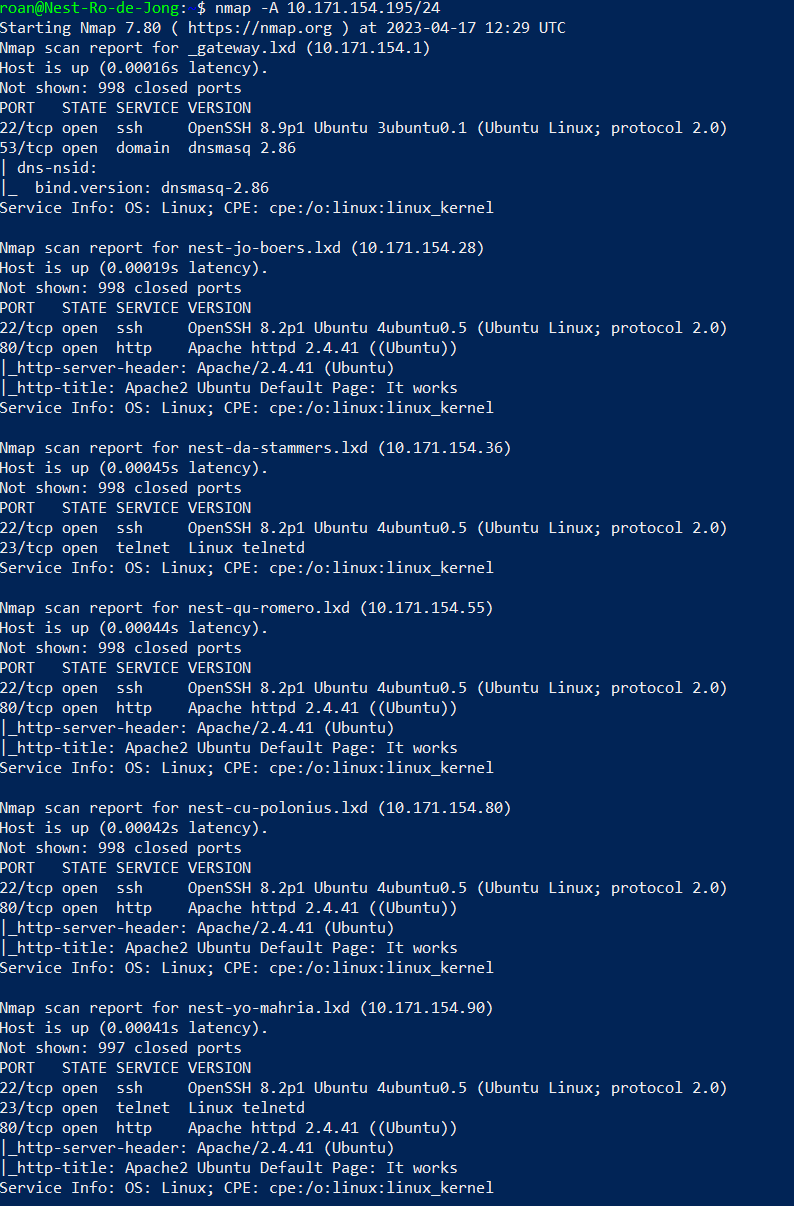 roan@Nest-Ro-de-Jong: $ nmap -A 10.171.154.195/24
Starting Nmap 7.80 ( https://nmap.org ) at 2023-04-17 12:29 UTC
Nmap scan report for _gateway.lxd (10.171.154.1)
Host is up (0.00016s latency).
Not shown: 998 closed ports
PORT   STATE SERVICE VERSION
22/tcp open  ssh     OpenSSH 8.9p1 Ubuntu 3ubuntu0.1 (Ubuntu Linux; protocol 2.0)
53/tcp open  domain  dnsmasq 2.86
| dns-nsid:
|_  bind.version: dnsmasq-2.86
Service Info: OS: Linux; CPE: cpe:/o:linux:linux_kernel

Nmap scan report for nest-jo-boers.lxd (10.171.154.28)
Host is up (0.00019s latency).
Not shown: 998 closed ports
PORT   STATE SERVICE VERSION
22/tcp open  ssh     OpenSSH 8.2p1 Ubuntu 4ubuntu0.5 (Ubuntu Linux; protocol 2.0)
80/tcp open  http    Apache httpd 2.4.41 ((Ubuntu))
|_http-server-header: Apache/2.4.41 (Ubuntu)
|_http-title: Apache2 Ubuntu Default Page: It works
Service Info: OS: Linux; CPE: cpe:/o:linux:linux_kernel

Nmap scan report for nest-da-stammers.lxd (10.171.154.36)
Host is up (0.00045s latency).
Not shown: 998 closed ports
PORT   STATE SERVICE VERSION
22/tcp open  ssh     OpenSSH 8.2p1 Ubuntu 4ubuntu0.5 (Ubuntu Linux; protocol 2.0)
23/tcp open  telnet  Linux telnetd
Service Info: OS: Linux; CPE: cpe:/o:linux:linux_kernel

Nmap scan report for nest-qu-romero.lxd (10.171.154.55)
Host is up (0.00044s latency).
Not shown: 998 closed ports
PORT   STATE SERVICE VERSION
22/tcp open  ssh     OpenSSH 8.2p1 Ubuntu 4ubuntu0.5 (Ubuntu Linux; protocol 2.0)
80/tcp open  http    Apache httpd 2.4.41 ((Ubuntu))
|_http-server-header: Apache/2.4.41 (Ubuntu)
|_http-title: Apache2 Ubuntu Default Page: It works
Service Info: OS: Linux; CPE: cpe:/o:linux:linux_kernel

Nmap scan report for nest-cu-polonius.lxd (10.171.154.80)
Host is up (0.00042s latency).
Not shown: 998 closed ports
PORT   STATE SERVICE VERSION
22/tcp open  ssh     OpenSSH 8.2p1 Ubuntu 4ubuntu0.5 (Ubuntu Linux; protocol 2.0)
80/tcp open  http    Apache httpd 2.4.41 ((Ubuntu))
|_http-server-header: Apache/2.4.41 (Ubuntu)
|_http-title: Apache2 Ubuntu Default Page: It works
Service Info: OS: Linux; CPE: cpe:/o:linux:linux_kernel

Nmap scan report for nest-yo-mahria.lxd (10.171.154.90)
Host is up (0.00041s latency).
Not shown: 997 closed ports
PORT   STATE SERVICE VERSION
22/tcp open  ssh     OpenSSH 8.2p1 Ubuntu 4ubuntu0.5 (Ubuntu Linux; protocol 2.0)
23/tcp open  telnet  Linux telnetd
80/tcp open  http    Apache httpd 2.4.41 ((Ubuntu))
|_http-server-header: Apache/2.4.41 (Ubuntu)
|_http-title: Apache2 Ubuntu Default Page: It works
Service Info: OS: Linux; CPE: cpe:/o:linux:linux_kernel